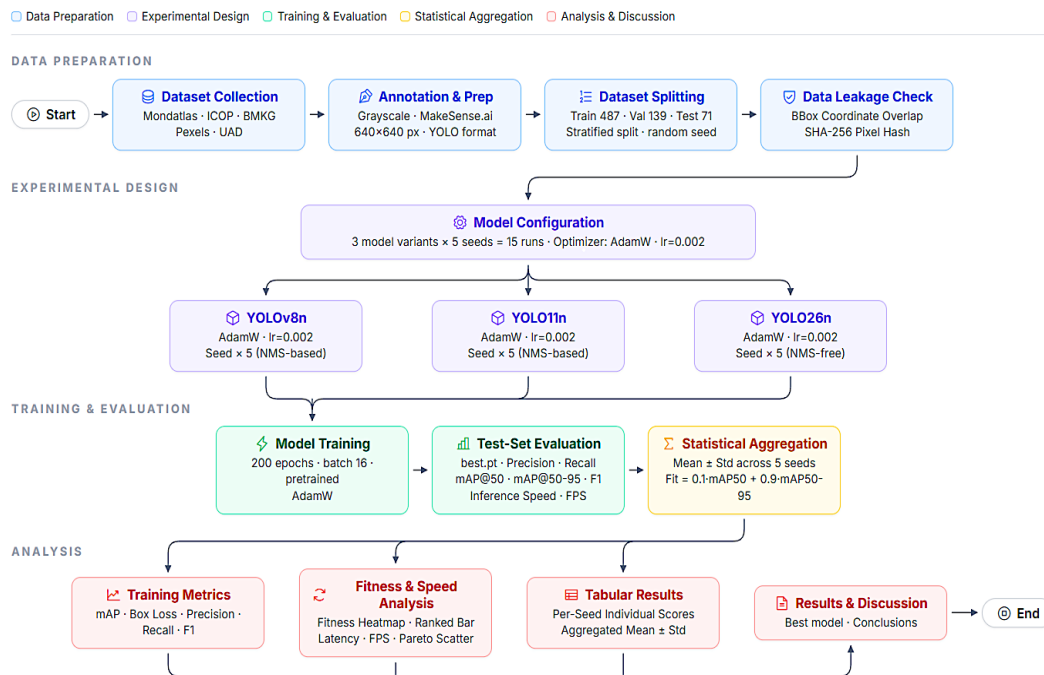 Data Preparation
Experimental Design
Training & Evaluation
Statistical Aggregation
Analysis & Discussion
DATA PREPARATION
Start
Dataset Collection
Mondatlas · ICOP · BMKG
Pexels · UAD
Annotation & Prep
Grayscale · MakeSense.ai
640×640 px · YOLO format
Dataset Splitting
Train 487 · Val 139 · Test 71
Stratified split · random seed
Data Leakage Check
BBox Coordinate Overlap
SHA-256 Pixel Hash
EXPERIMENTAL DESIGN
Model Configuration
3 model variants × 5 seeds = 15 runs · Optimizer: AdamW · lr=0.002
YOLOv8n
AdamW · lr=0.002
Seed × 5 (NMS-based)
YOLO11n
AdamW · lr=0.002
Seed × 5 (NMS-based)
YOLO26n
AdamW · lr=0.002
Seed × 5 (NMS-free)
TRAINING & EVALUATION
Model Training
200 epochs · batch 16 ·
pretrained
AdamW
Test-Set Evaluation
best.pt · Precision · Recall
mAP@50 · mAP@50-95 · F1
Inference Speed · FPS
Statistical Aggregation
Mean ± Std across 5 seeds
Fit = 0.1·mAP50 + 0.9·mAP50-
95
ANALYSIS
Training Metrics
mAP · Box Loss · Precision ·
Recall · F1
Fitness & Speed
Analysis
Fitness Heatmap · Ranked Bar
Latency · FPS · Pareto Scatter
Tabular Results
Per-Seed Individual Scores
Aggregated Mean ± Std
Results & Discussion
Best model · Conclusions
End